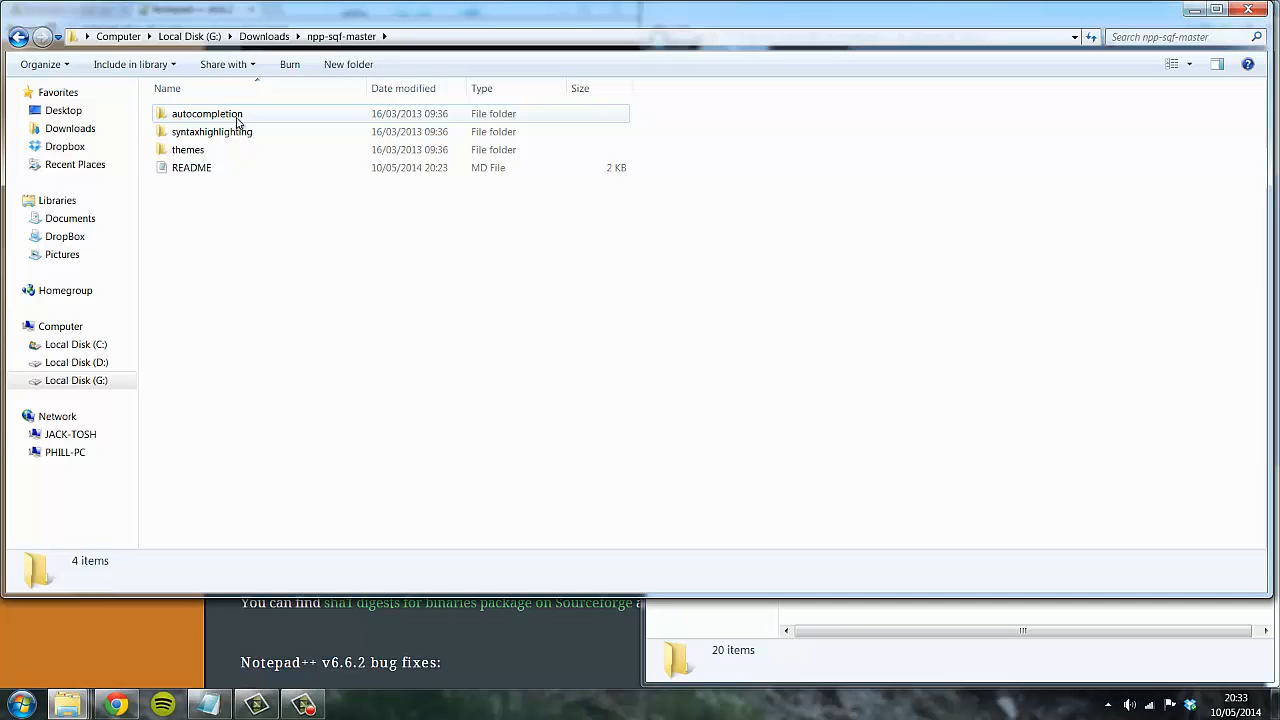 Computer Local Disk (G:) Downloads npp-sqf-master
Search npp-sqf-master
Organize Include in library Share with Burn New folder
Name Date modified Type Size
Favorites
Desktop
Downloads
Dropbox
Recent Places
Libraries
Documents
DropBox
Pictures
Homegroup
Computer
Local Disk (C:)
Local Disk (D:)
Local Disk (G:)
Network
JACK-TOSH
PHILL-PC
autocompletion 16/03/2013 09:36 File folder
syntaxhighlighting 16/03/2013 09:36 File folder
themes 16/03/2013 09:36 File folder
README 10/05/2014 20:23 MD File 2 KB
4 items
You can find sha1 digests for binaries package on Sourceforge
Notepad++ v6.6.2 bug fixes:
20 items
20:33
10/05/2014